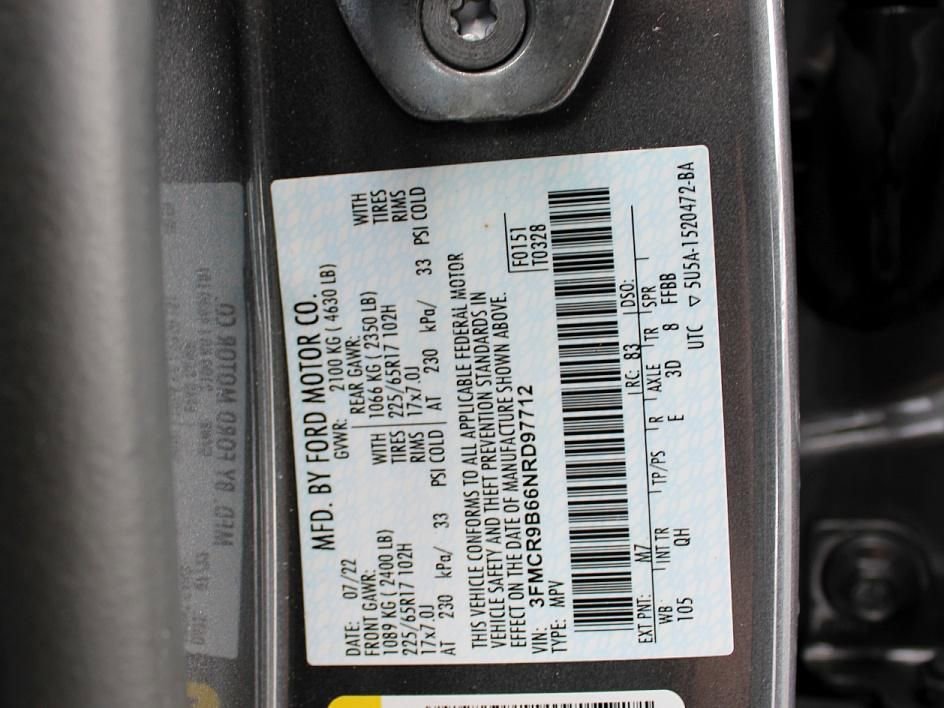 MFD. BY FORD MOTOR CO.
DATE: 07/22 GVWR: 2100 KG ( 4630 LB)
FRONT GAWR: REAR GAWR:
1089 KG ( 2400 LB) WITH 1066 KG ( 2350 LB) WITH
225/65R17 102H TIRES 225/65R17 102H TIRES
17x7.0J RIMS 17x7.0J RIMS
AT 230 kPa/ 33 PSI COLD AT 230 kPa/ 33 PSI COLD
THIS VEHICLE CONFORMS TO ALL APPLICABLE FEDERAL MOTOR
VEHICLE SAFETY AND THEFT PREVENTION STANDARDS IN
EFFECT ON THE DATE OF MANUFACTURE SHOWN ABOVE.
F0151
T0328
VIN: 3FMCR9B66NRD97712
TYPE: MPV
EXT PNT: MZ RC: 83 DSO:
WB INT TR TP/PS R AXLE TR SPR
105 QH E 3D 8 FFBB
UTC ▽ 5U5A-1520472-BA